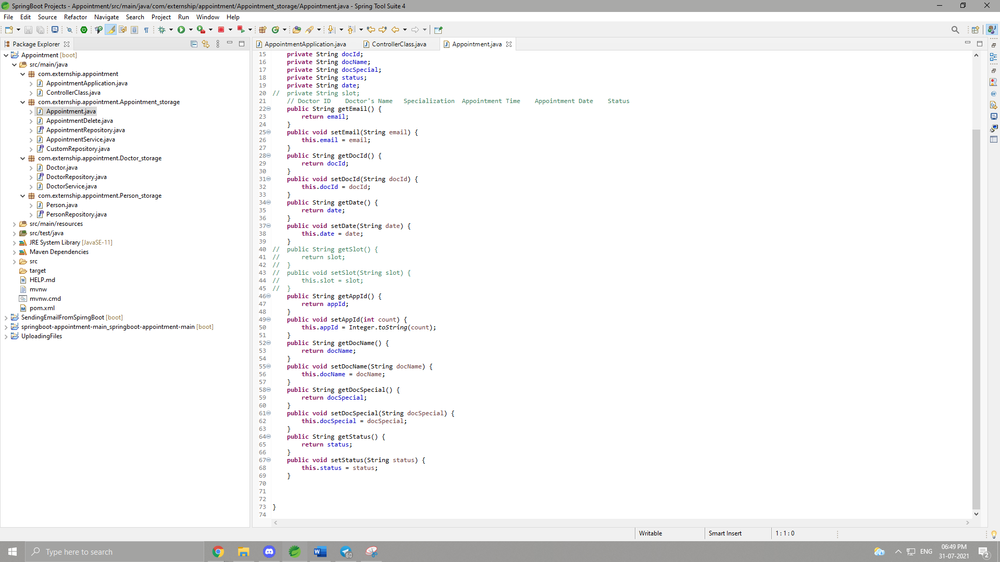 SpringBoot Projects - Appointment/src/main/java/com/externship/appointment/Appointment_storage/Appointment.java - Spring Tool Suite 4
File Edit Source Refactor Navigate Search Project Run Window Help
Package Explorer
Appointment [boot]
src/main/java
com.externship.appointment
AppointmentApplication.java
ControllerClass.java
com.externship.appointment.Appointment_storage
Appointment.java
AppointmentDelete.java
AppointmentRepository.java
AppointmentService.java
CustomRepository.java
com.externship.appointment.Doctor_storage
Doctor.java
DoctorRepository.java
DoctorService.java
com.externship.appointment.Person_storage
Person.java
PersonRepository.java
src/main/resources
src/test/java
JRE System Library [JavaSE-11]
Maven Dependencies
src
target
HELP.md
mvnw
mvnw.cmd
pom.xml
SendingEmailFromSpirngBoot [boot]
springboot-appointment-main_springboot-appointment-main [boot]
UploadingFiles
AppointmentApplication.java ControllerClass.java Appointment.java
15 private String docId;
16 private String docName;
17 private String docSpecial;
18 private String status;
19 private String date;
20 // private String slot;
21 // Doctor ID Doctor's Name Specialization Appointment Time Appointment Date Status
22 public String getEmail() {
23 return email;
24 }
25 public void setEmail(String email) {
26 this.email = email;
27 }
28 public String getDocId() {
29 return docId;
30 }
31 public void setDocId(String docId) {
32 this.docId = docId;
33 }
34 public String getDate() {
35 return date;
36 }
37 public void setDate(String date) {
38 this.date = date;
39 }
40 // public String getSlot() {
41 // return slot;
42 // }
43 // public void setSlot(String slot) {
44 // this.slot = slot;
45 // }
46 public String getAppId() {
47 return appId;
48 }
49 public void setAppId(int count) {
50 this.appId = Integer.toString(count);
51 }
52 public String getDocName() {
53 return docName;
54 }
55 public void setDocName(String docName) {
56 this.docName = docName;
57 }
58 public String getDocSpecial() {
59 return docSpecial;
60 }
61 public void setDocSpecial(String docSpecial) {
62 this.docSpecial = docSpecial;
63 }
64 public String getStatus() {
65 return status;
66 }
67 public void setStatus(String status) {
68 this.status = status;
69 }
70
71
72
73 }
74
Writable Smart Insert 1 : 1 : 0
Type here to search
60
ENG
06:49 PM
31-07-2021
2